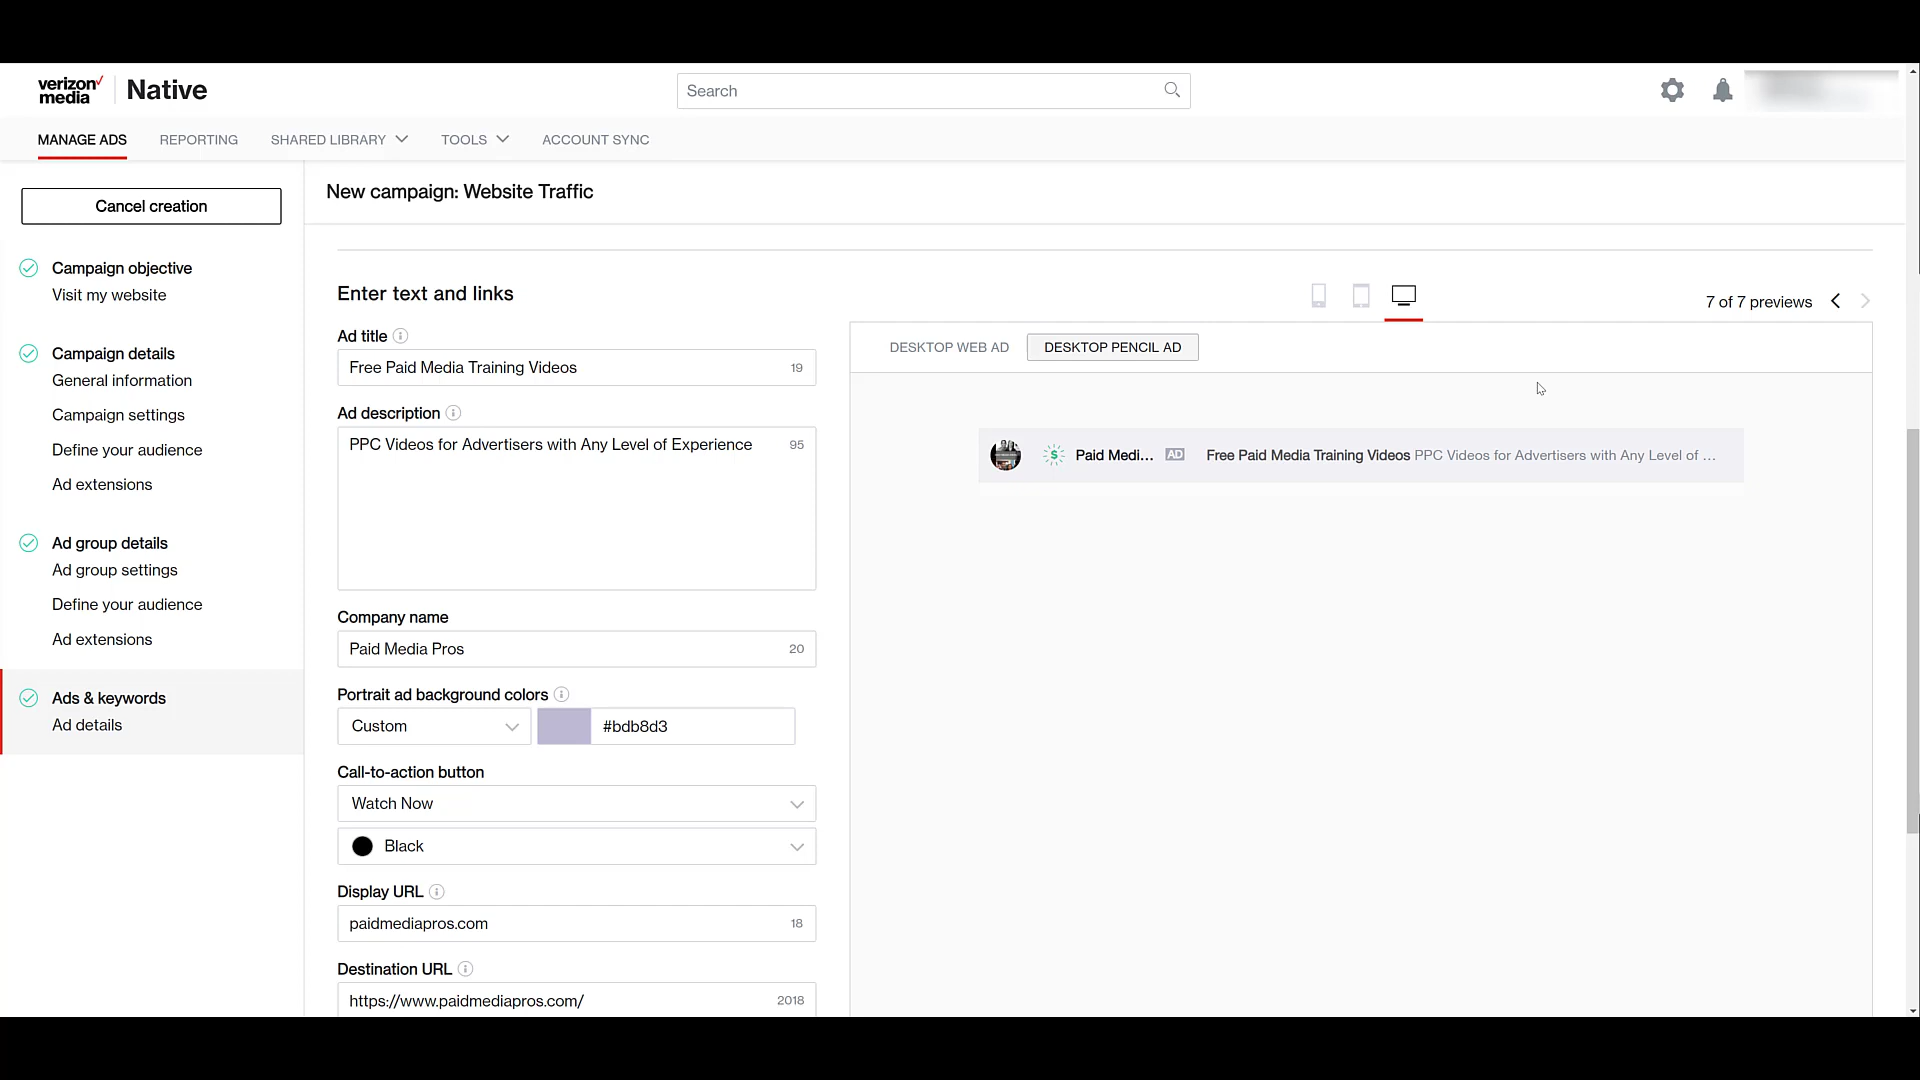 verizon✓
media
Native
Search
MANAGE ADS
REPORTING
SHARED LIBRARY
TOOLS
ACCOUNT SYNC
Cancel creation
New campaign: Website Traffic
Campaign objective
Visit my website
Campaign details
General information
Campaign settings
Define your audience
Ad extensions
Ad group details
Ad group settings
Define your audience
Ad extensions
Ads & keywords
Ad details
Enter text and links
Ad title
Free Paid Media Training Videos 19
Ad description
PPC Videos for Advertisers with Any Level of Experience 95
Company name
Paid Media Pros 20
Portrait ad background colors
Custom #bdb8d3
Call-to-action button
Watch Now
Black
Display URL
paidmediapros.com 18
Destination URL
https://www.paidmediapros.com/ 2018
7 of 7 previews
DESKTOP WEB AD
DESKTOP PENCIL AD
$ Paid Medi... AD Free Paid Media Training Videos PPC Videos for Advertisers with Any Level of ...